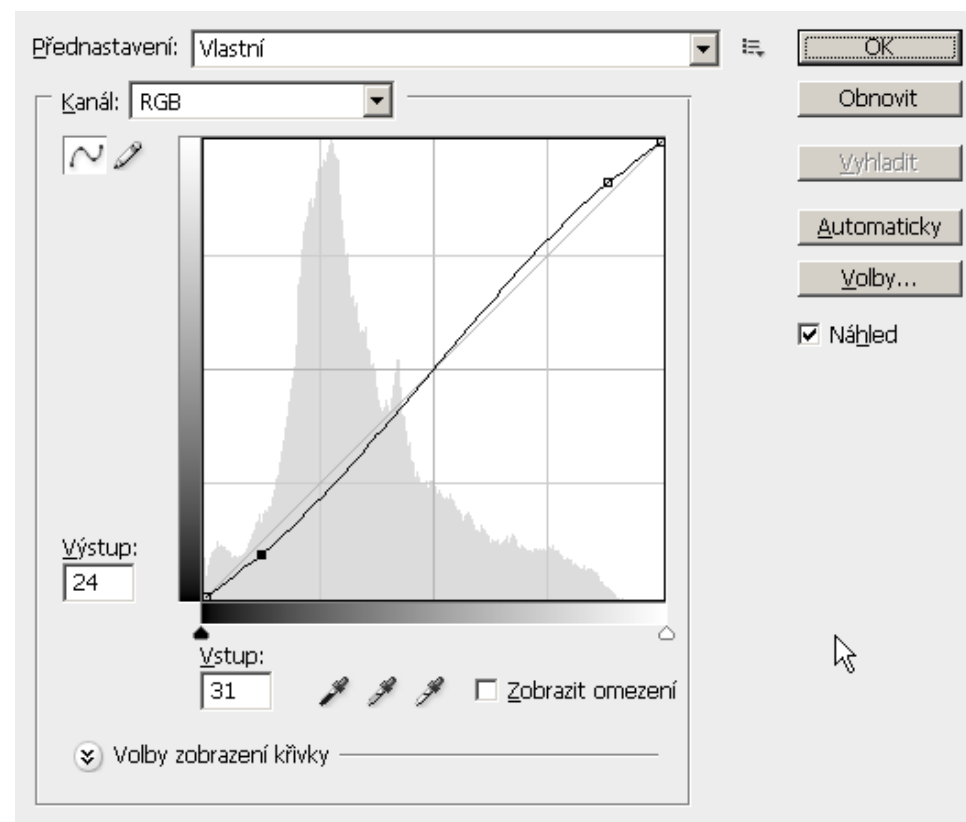 Přednastavení: Vlastní
OK
Kanál: RGB
Obnovit
Vyhladit
Automaticky
Volby...
Náhled
Výstup:
24
Vstup:
31
Zobrazit omezení
Volby zobrazení křivky